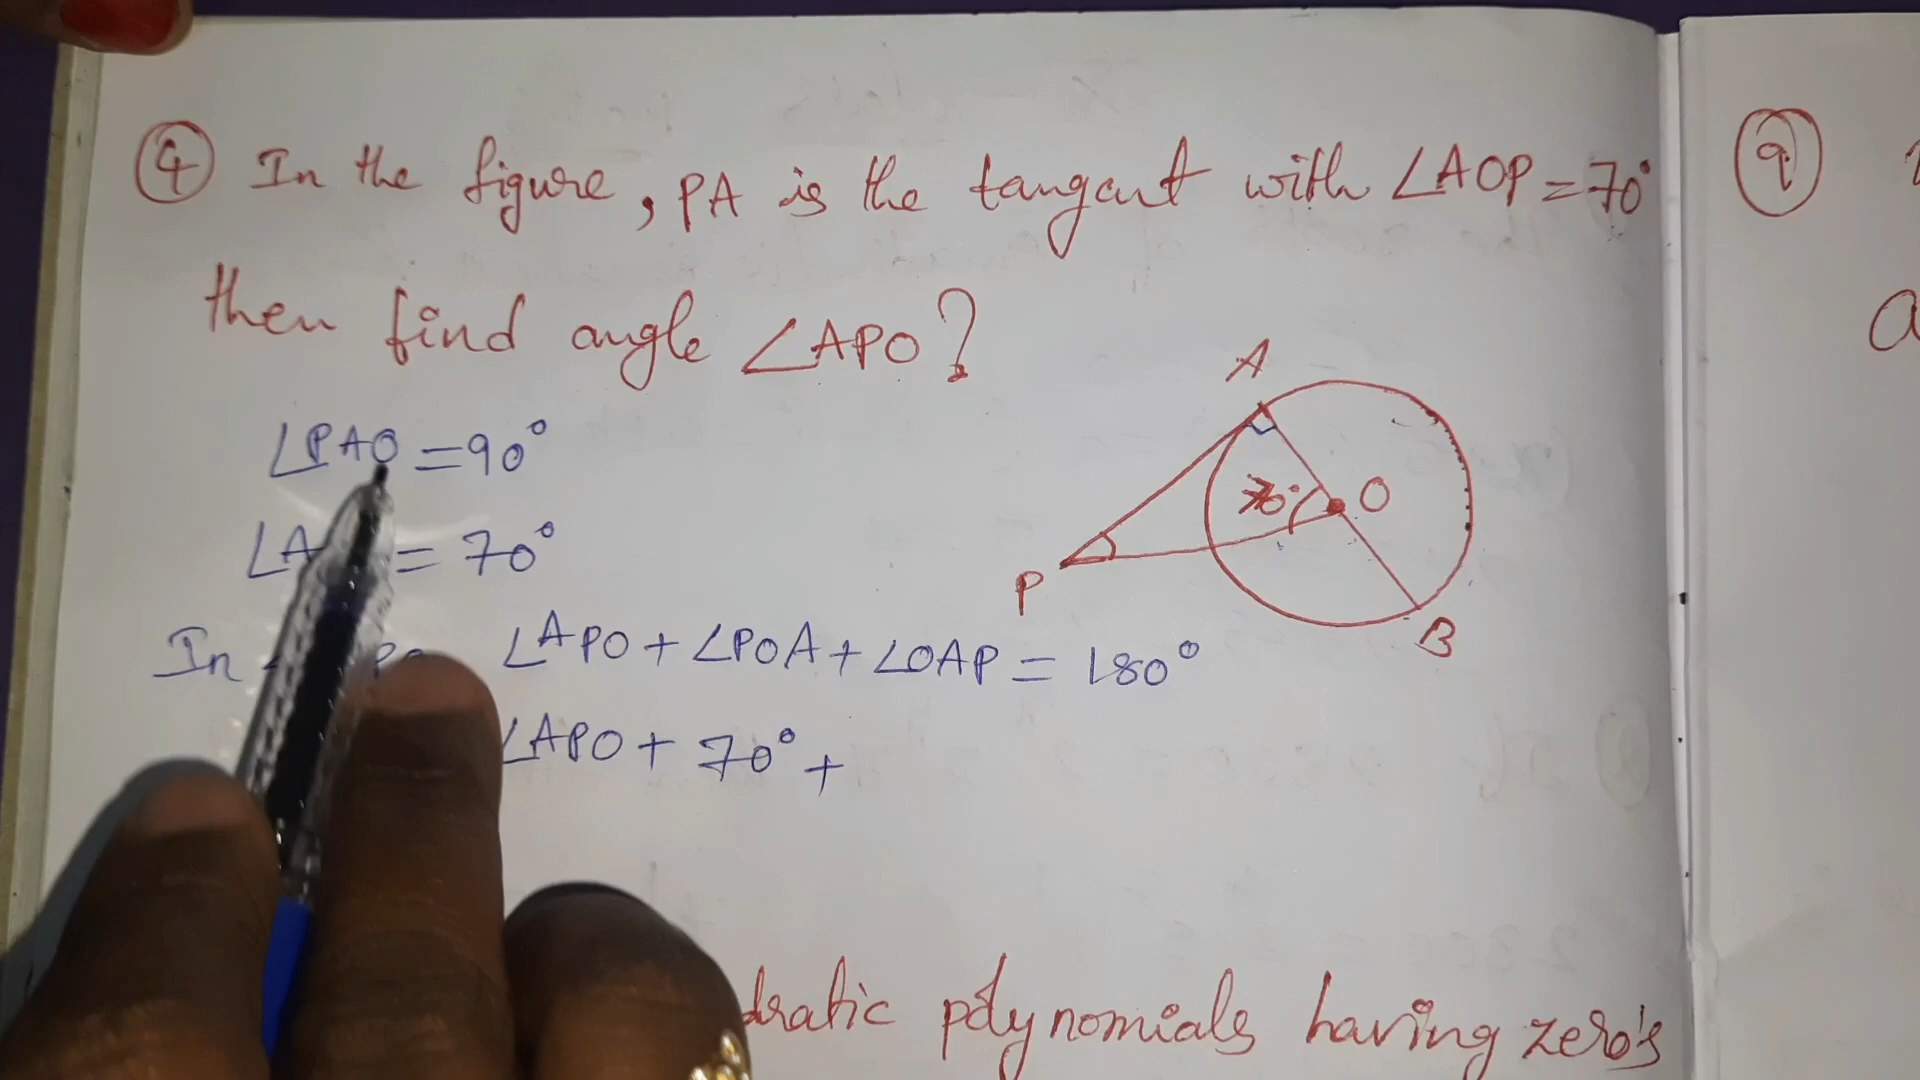 ④ In the figure, PA is the tangent with ∠AOP = 70°
then find angle ∠APO?
∠PAO = 90°
= 70°
In ∠APO + ∠POA + ∠OAP = 180°
∠APO + 70° +
A
70°
O
P
B
polynomials having zero's
⑨
a